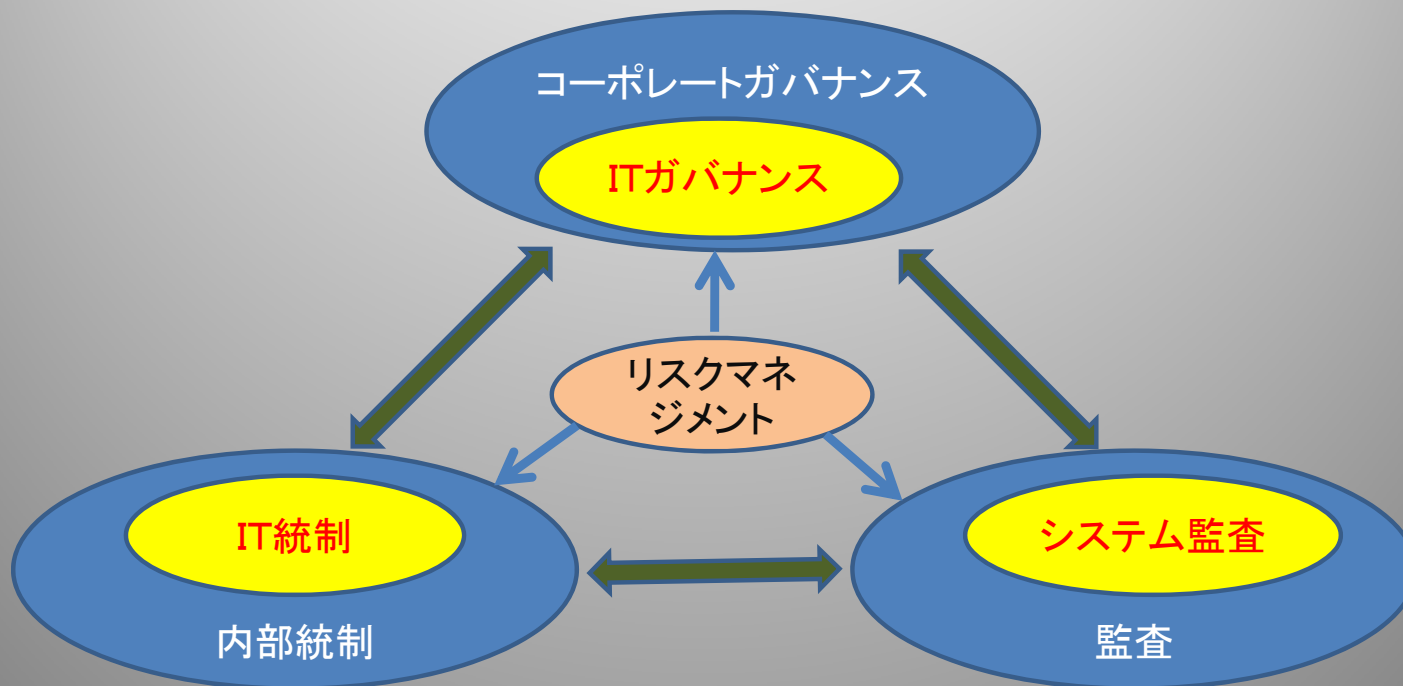 コーポレートガバナンス
ITガバナンス
リスクマネ
ジメント
IT統制
システム監査
内部統制
監査